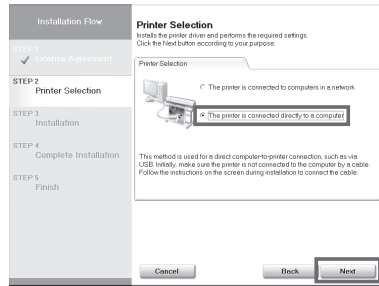 Installation Flow
STEP 1
License Agreement
STEP 2
Printer Selection
STEP 3
Installation
STEP 4
Complete Installation
STEP 5
Finish
Printer Selection
Installs the printer driver and performs the required settings.
Click the Next button according to your purpose.
Printer Selection
The printer is connected to computers in a network
The printer is connected directly to a computer
This method is used for a direct computer-to-printer connection, such as via
USB. Initially, make sure the printer is not connected to the computer by a cable.
Follow the instructions on the screen during installation to connect the cable.
Cancel
Back
Next